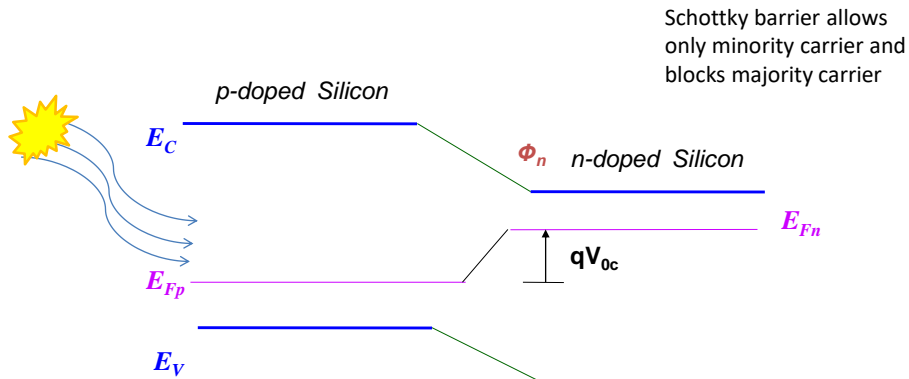 Schottky barrier allows
only minority carrier and
blocks majority carrier
p-doped Silicon
E_C
Φ_n
n-doped Silicon
E_Fn
qV_0c
E_Fp
E_V